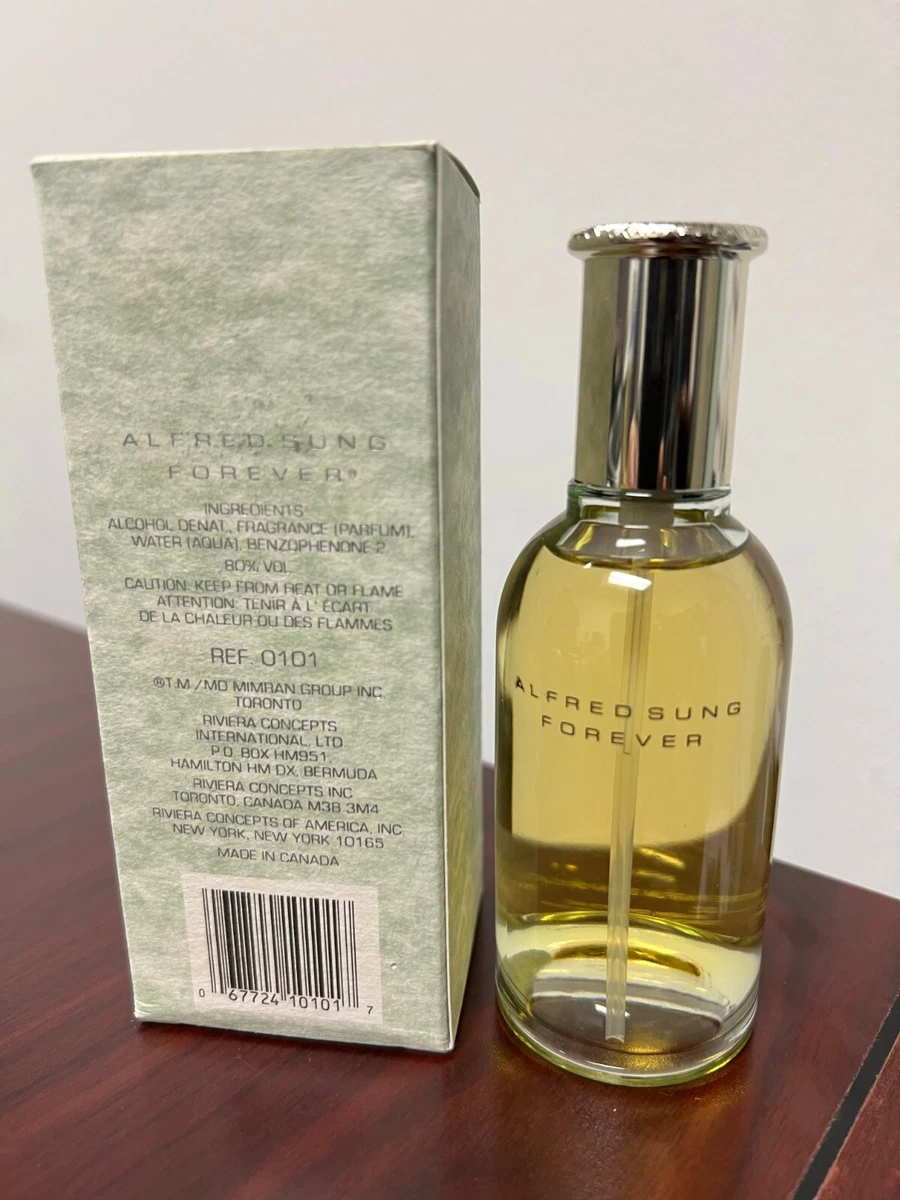 ALFRED SUNG
FOREVER®
INGREDIENTS:
ALCOHOL DENAT., FRAGRANCE (PARFUM),
WATER (AQUA), BENZOPHENONE 2
80% VOL.
CAUTION: KEEP FROM HEAT OR FLAME
ATTENTION: TENIR À L' ÉCART
DE LA CHALEUR OU DES FLAMMES
REF. 0101
®T.M./MD MIMRAN GROUP INC.
TORONTO
RIVIERA CONCEPTS
INTERNATIONAL, LTD.
P.O. BOX HM951,
HAMILTON HM DX, BERMUDA
RIVIERA CONCEPTS INC.
TORONTO, CANADA M3B 3M4
RIVIERA CONCEPTS OF AMERICA, INC.
NEW YORK, NEW YORK 10165
MADE IN CANADA
0 67724 10101 7
ALFRED SUNG
FOREVER